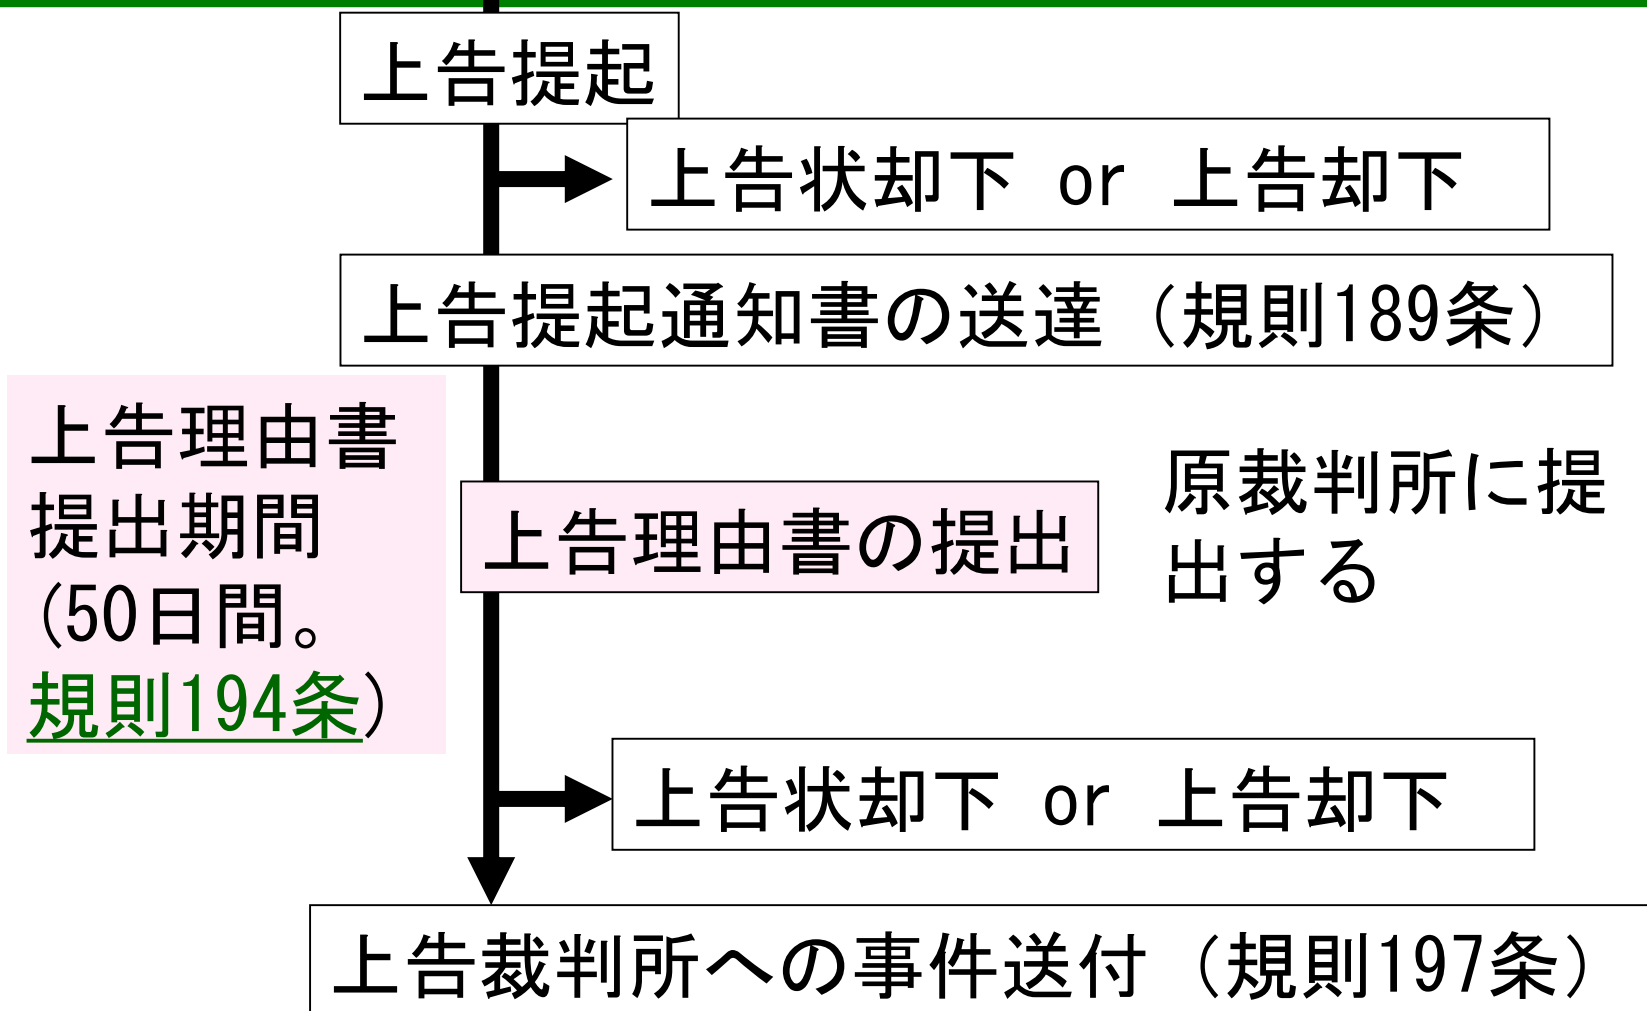 上告提起
上告状却下 or 上告却下
上告提起通知書の送達（規則189条）
上告理由書
提出期間
(50日間。
規則194条)
上告理由書の提出
原裁判所に提
出する
上告状却下 or 上告却下
上告裁判所への事件送付（規則197条）